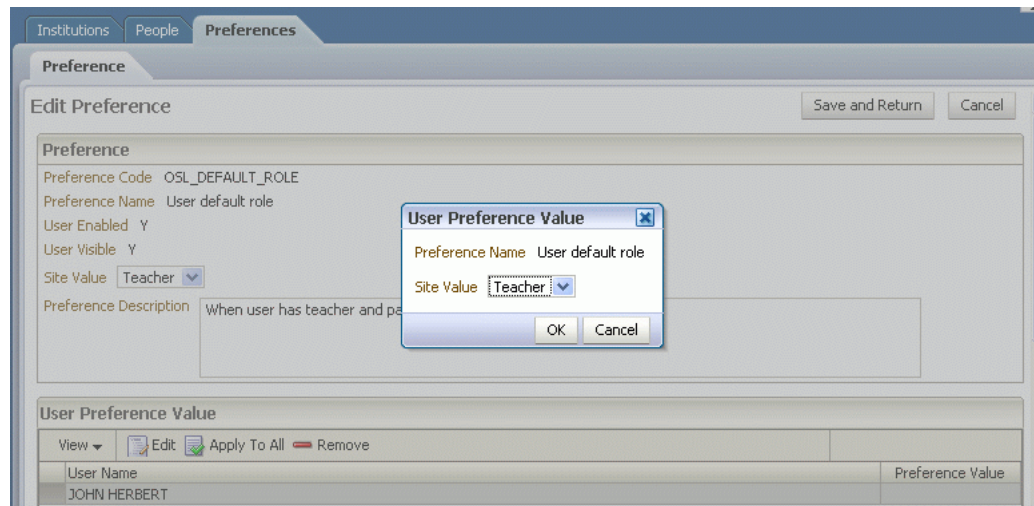 Institutions People Preferences
Preference
Edit Preference Save and Return Cancel
Preference
Preference Code OSL_DEFAULT_ROLE
Preference Name User default role
User Enabled Y
User Visible Y
Site Value Teacher
Preference Description When user has teacher and pa
User Preference Value
Preference Name User default role
Site Value Teacher
OK Cancel
User Preference Value
View Edit Apply To All Remove
User Name Preference Value
JOHN HERBERT